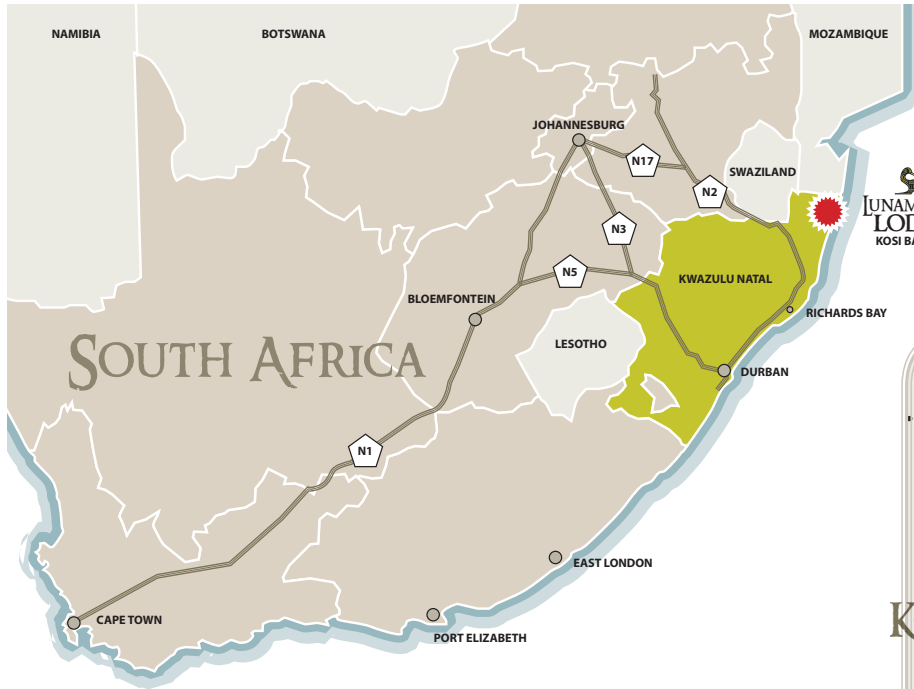 NAMIBIA
BOTSWANA
MOZAMBIQUE
JOHANNESBURG
N17
SWAZILAND
N2
N3
KOSI
KWAZULU NATAL
N5
BLOEMFONTEIN
RICHARDS BAY
LESOTHO
SOUTH AFRICA
DURBAN
N1
EAST LONDON
CAPE TOWN
PORT ELIZABETH